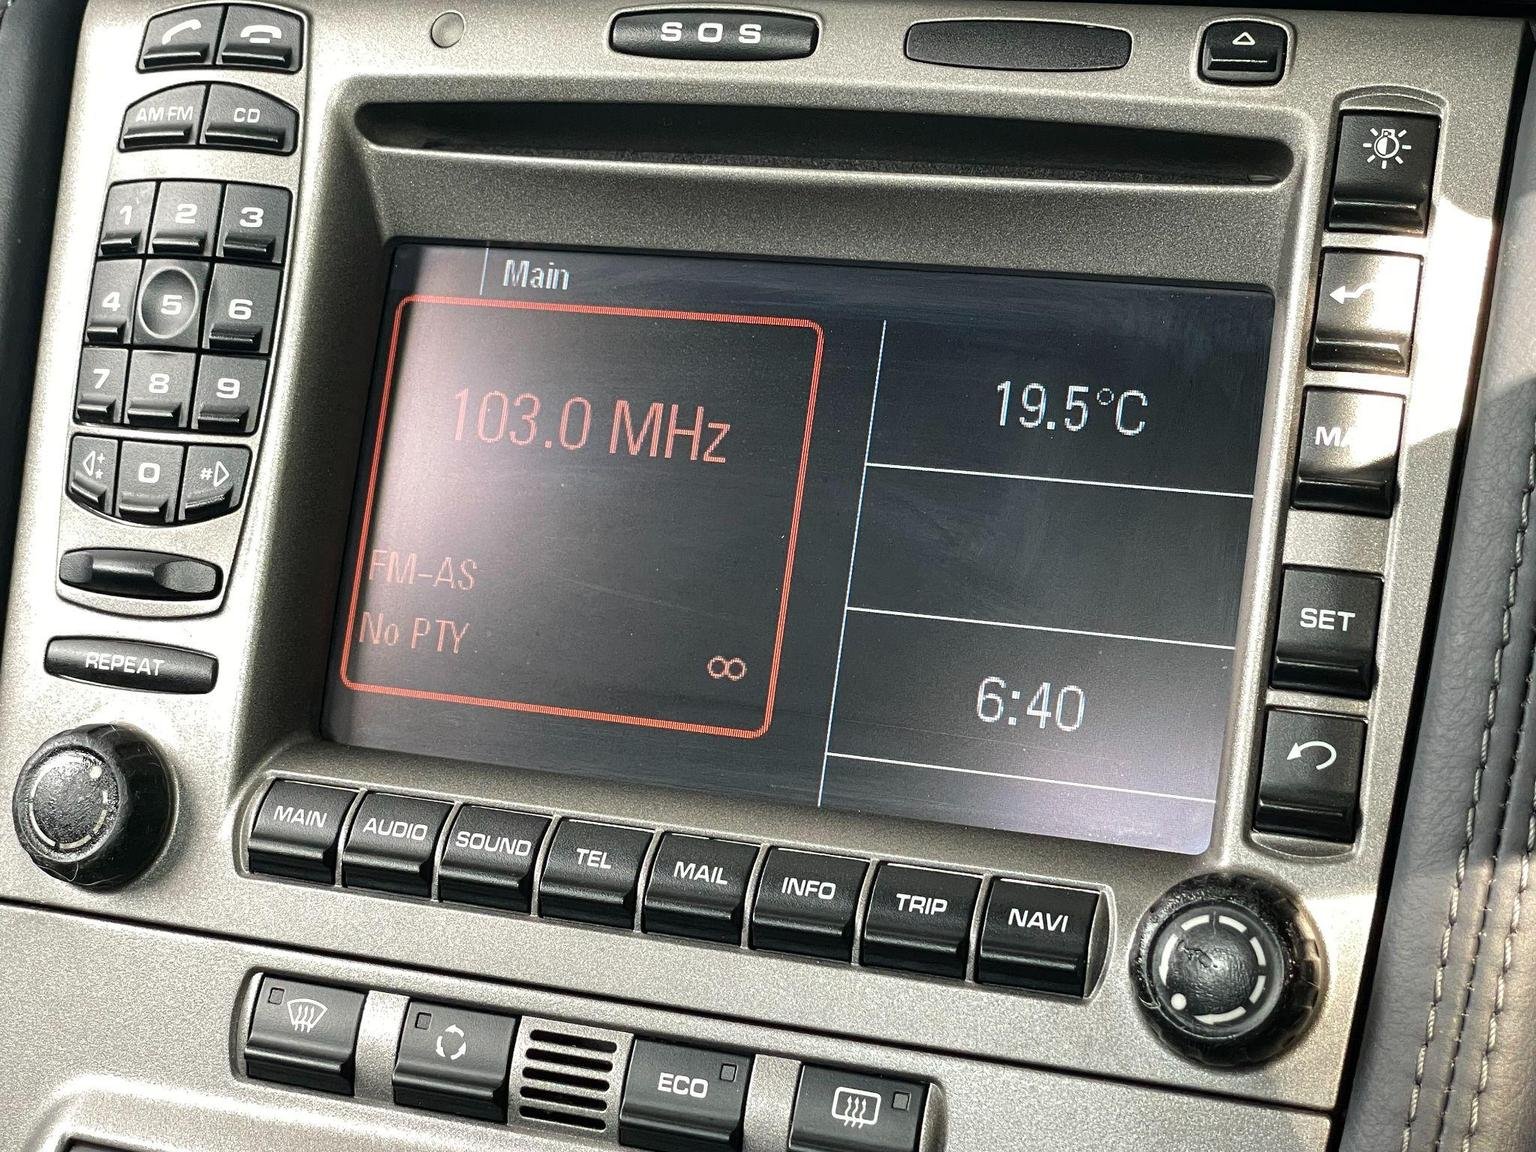 SOS
AM FM
CD
1 2 3
4 5 6
7 8 9
* 0 #
REPEAT
Main
103.0 MHz
FM-AS
No PTY
∞
19.5°C
6:40
SET
MAIN
AUDIO
SOUND
TEL
MAIL
INFO
TRIP
NAVI
ECO